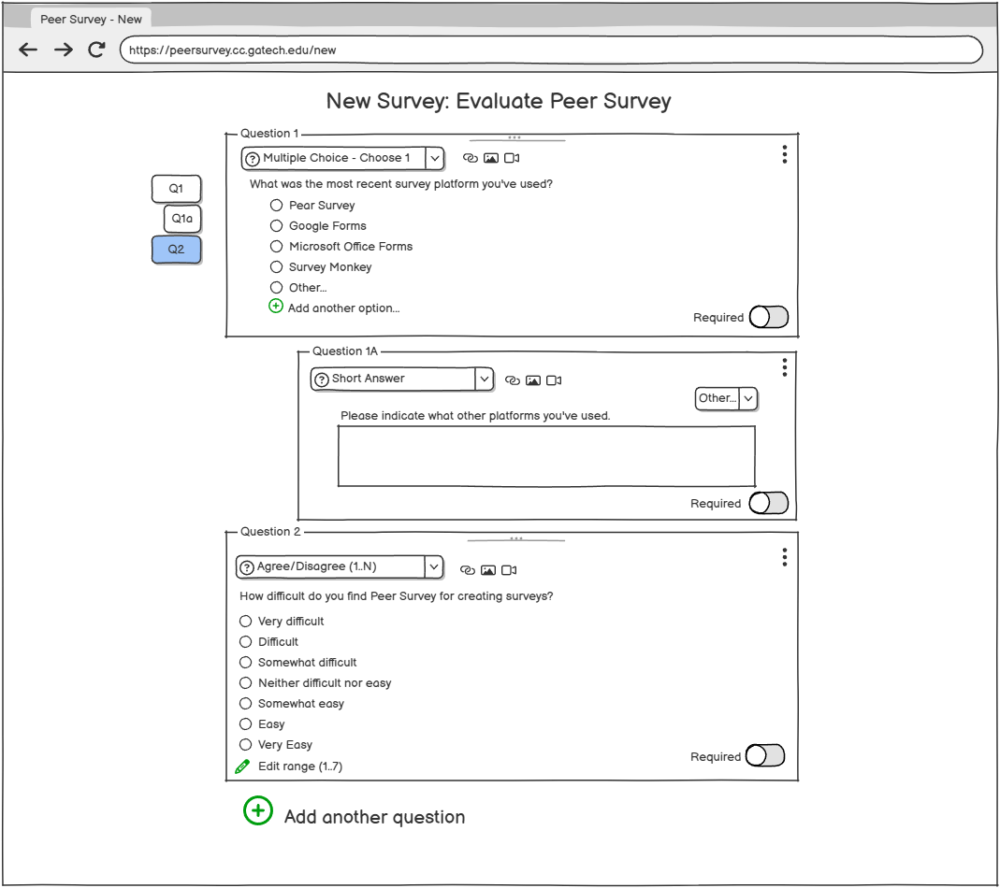 Peer Survey - New
https://peersurvey.cc.gatech.edu/new
New Survey: Evaluate Peer Survey
Question 1
? Multiple Choice - Choose 1
What was the most recent survey platform you've used?
Q1
Pear Survey
Q1a
Google Forms
Q2
Microsoft Office Forms
Survey Monkey
Other...
Add another option...
Required
Question 1A
? Short Answer
Other...
Please indicate what other platforms you've used.
Required
Question 2
? Agree/Disagree (1..N)
How difficult do you find Peer Survey for creating surveys?
Very difficult
Difficult
Somewhat difficult
Neither difficult nor easy
Somewhat easy
Easy
Very Easy
Required
Edit range (1..7)
Add another question